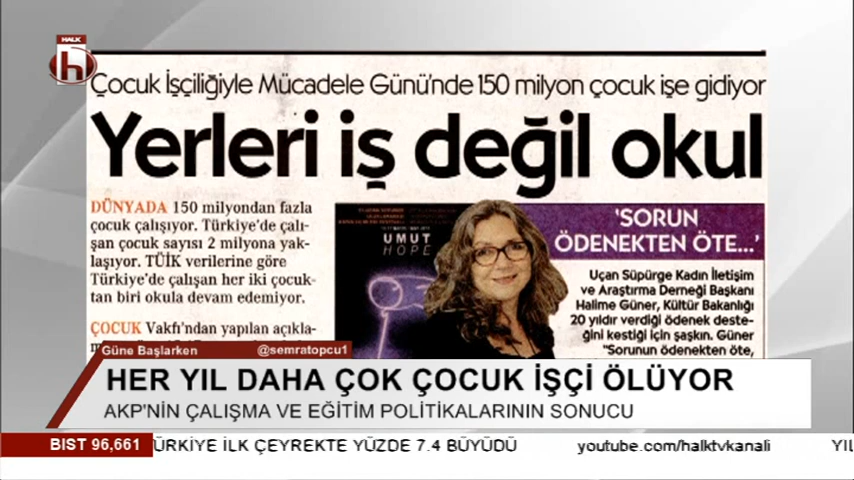 HALK
h
Çocuk İşçiliğiyle Mücadele Günü'nde 150 milyon çocuk işe gidiyor
Yerleri iş değil okul
DÜNYADA 150 milyondan fazla
çocuk çalışıyor. Türkiye'de çalı-
şan çocuk sayısı 2 milyona yak-
laşıyor. TÜİK verilerine göre
Türkiye'de çalışan her iki çocuk-
tan biri okula devam edemiyor.
ÇOCUK Vakfı'ndan yapılan açıkla-
UMUT
HOPE
'SORUN
ÖDENEKTEN ÖTE...'
Uçan Süpürge Kadın İletişim
ve Araştırma Derneği Başkanı
Halime Güner, Kültür Bakanlığı
20 yıldır verdiği ödenek deste-
ğini kestiği için şaşkın. Güner
"Sorunun ödenekten öte,
Güne Başlarken @semratopcu1
HER YIL DAHA ÇOK ÇOCUK İŞÇİ ÖLÜYOR
AKP'NİN ÇALIŞMA VE EĞİTİM POLİTİKALARININ SONUCU
BIST 96,661 ÜRKİYE İLK ÇEYREKTE YÜZDE 7.4 BÜYÜDÜ youtube.com/halktvkanali YIL